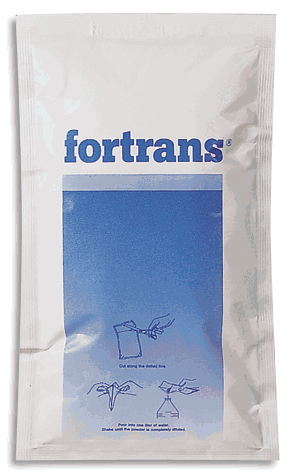 fortrans®
Cut along the dotted line
Pour into one liter of water.
Shake until the powder is completely diluted.